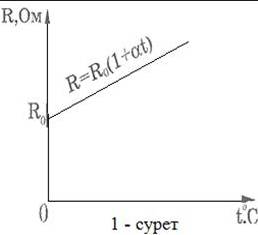 R,Ом
R=R₀(1+αt)
R₀
0
t°C
1 - сурет